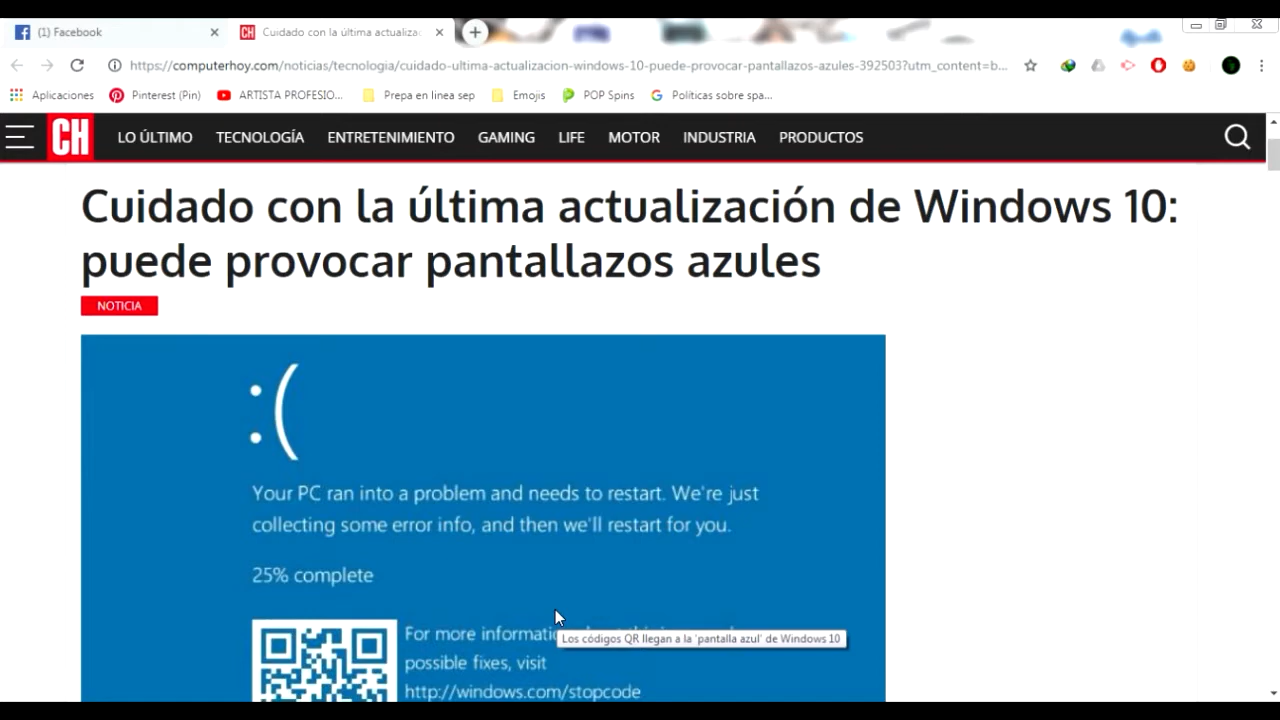 (1) Facebook
Cuidado con la última actualiza
https://computerhoy.com/noticias/tecnologia/cuidado-ultima-actualizacion-windows-10-puede-provocar-pantallazos-azules-392503?utm_content=b...
Aplicaciones Pinterest (Pin) ARTISTA PROFESIO... Prepa en linea sep Emojis POP Spins Políticas sobre spa...
CH LO ÚLTIMO TECNOLOGÍA ENTRETENIMIENTO GAMING LIFE MOTOR INDUSTRIA PRODUCTOS
Cuidado con la última actualización de Windows 10:
puede provocar pantallazos azules
NOTICIA
:(
Your PC ran into a problem and needs to restart. We're just
collecting some error info, and then we'll restart for you.
25% complete
For more informati
Los códigos QR llegan a la 'pantalla azul' de Windows 10
possible fixes, visit
http://windows.com/stopcode